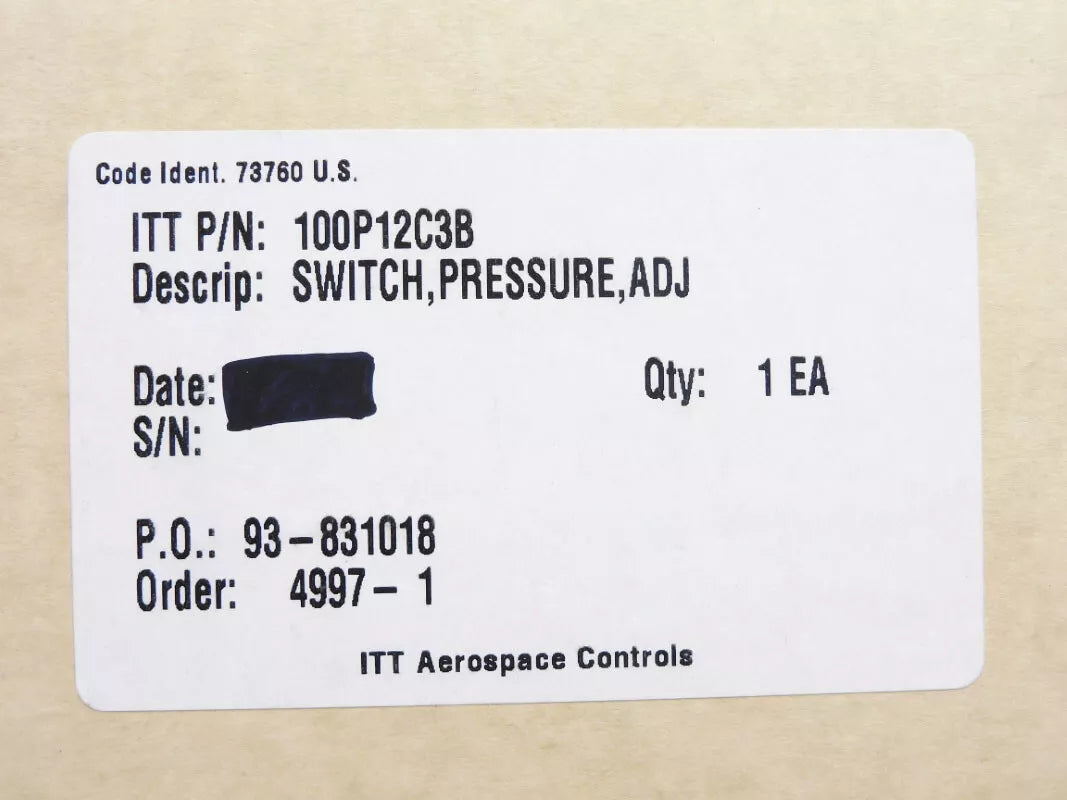 Code Ident. 73760 U.S.
ITT P/N: 100P12C3B
Descrip: SWITCH,PRESSURE,ADJ
Date: Qty: 1 EA
S/N:
P.O.: 93-831018
Order: 4997- 1
ITT Aerospace Controls